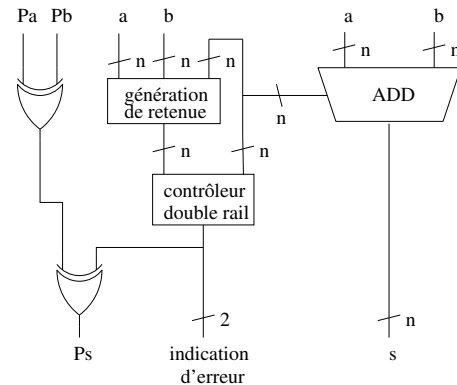 Pa Pb a b a b
n n n n n
génération
de retenue
ADD
n
n n
contrôleur
double rail
2 n
Ps indication
d'erreur
s